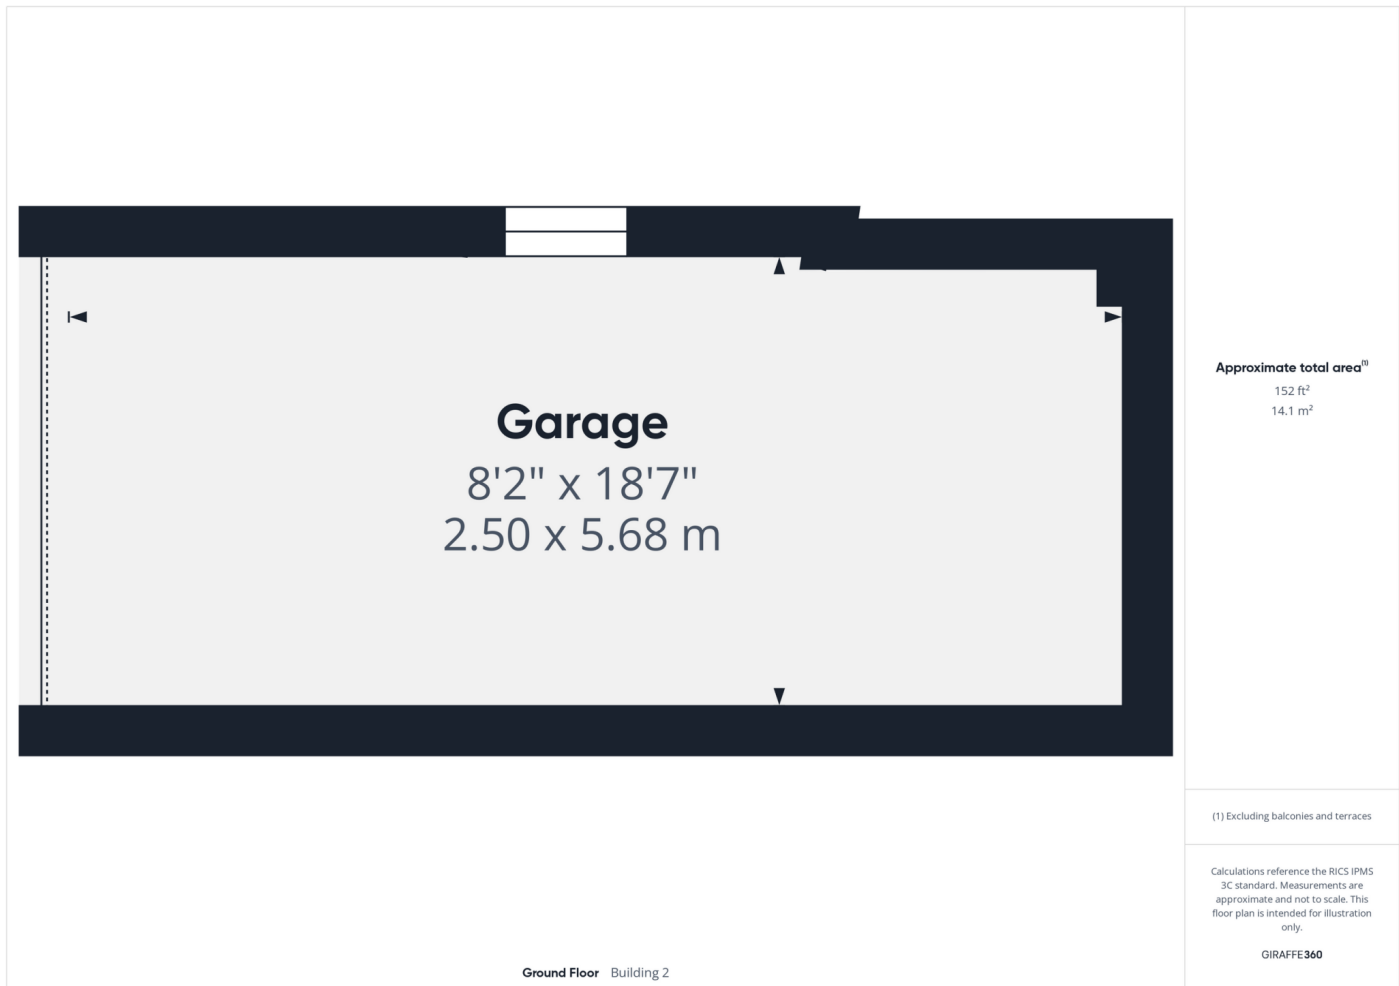 Garage
8'2" x 18'7"
2.50 x 5.68 m
Approximate total area(1)
152 ft²
14.1 m²
(1) Excluding balconies and terraces
Calculations reference the RICS IPMS
3C standard. Measurements are
approximate and not to scale. This
floor plan is intended for illustration
only.
GIRAFFE360
Ground Floor Building 2